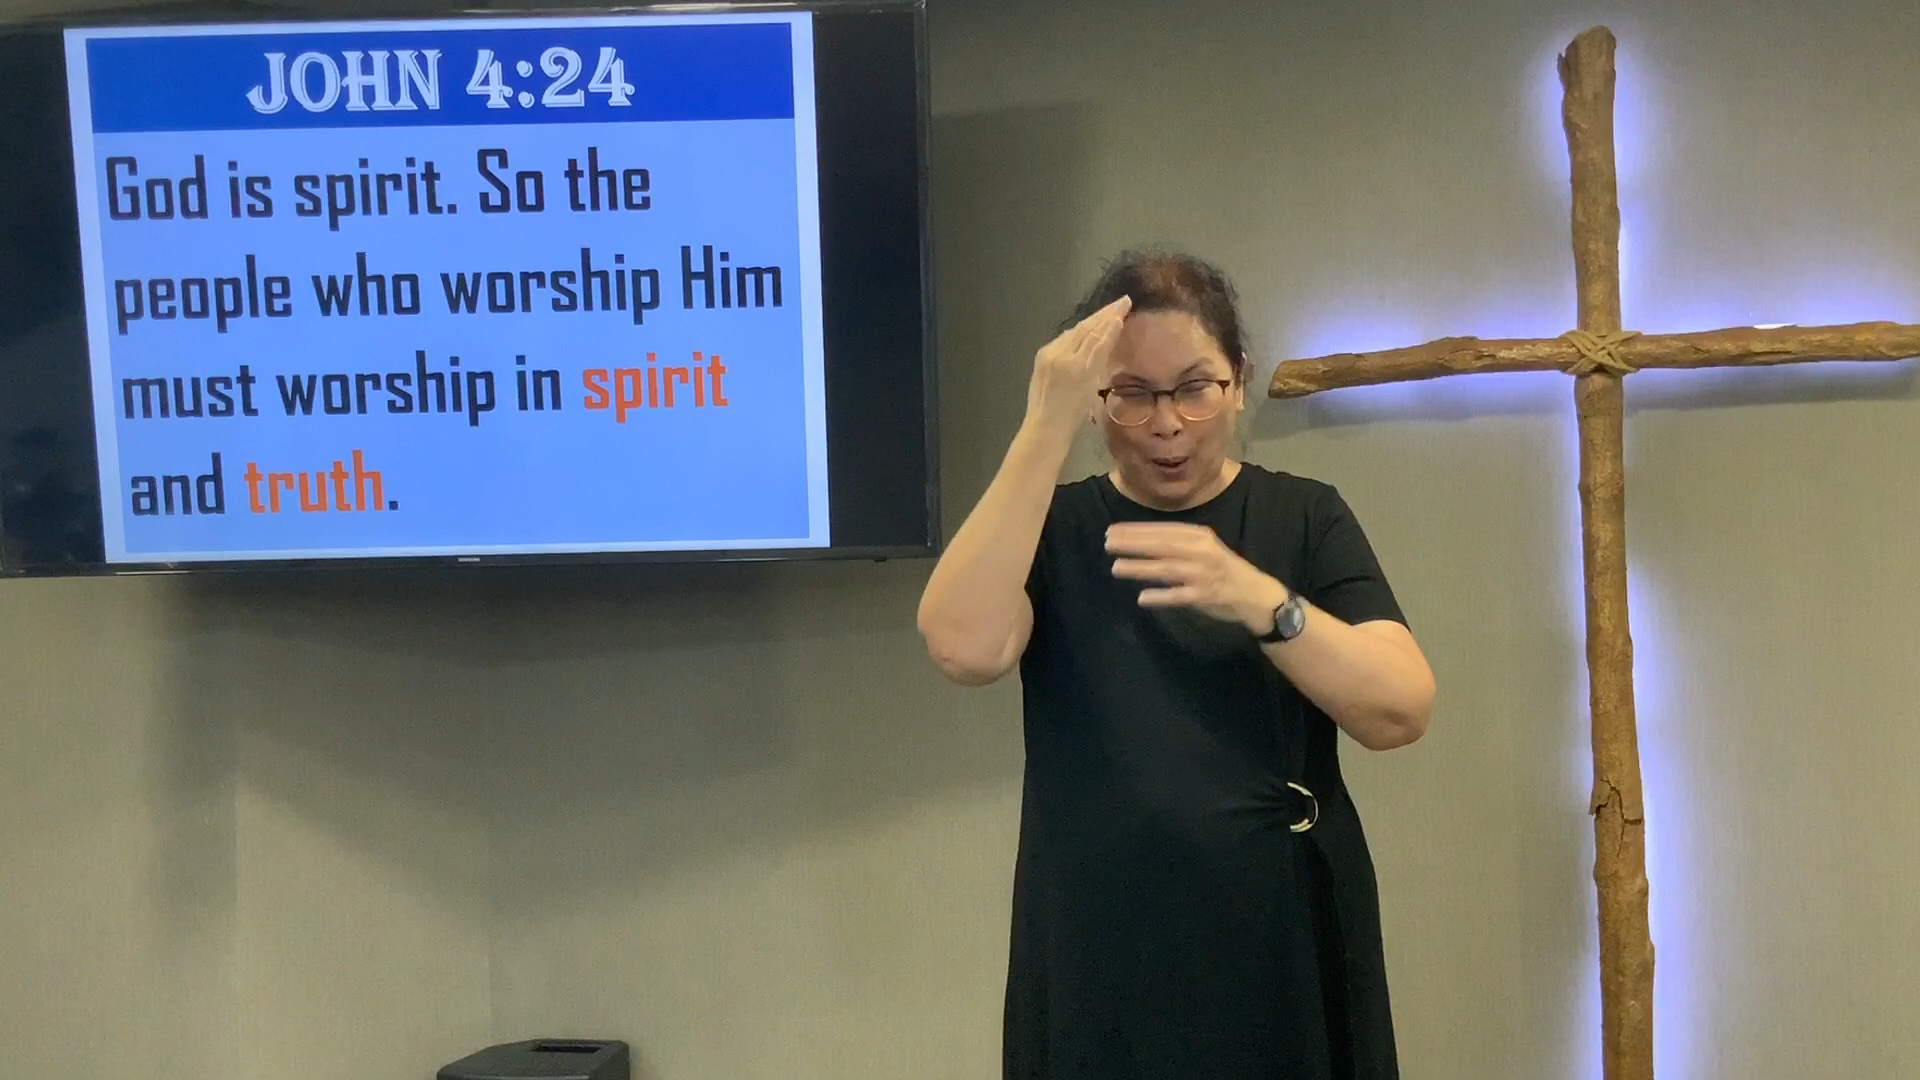 JOHN 4:24
God is spirit. So the
people who worship Him
must worship in spirit
and truth.